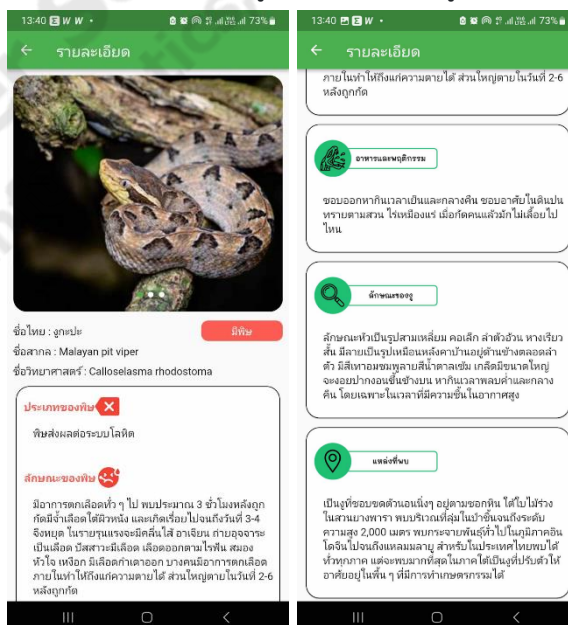 13:40 W W • 73%
รายละเอียด
ชื่อไทย : งูกะปะ
มีพิษ
ชื่อสากล : Malayan pit viper
ชื่อวิทยาศาสตร์ : Calloselasma rhodostoma
ประเภทของพิษ
พิษส่งผลต่อระบบโลหิต
ลักษณะของพิษ
มีอาการตกเลือดทั่ว ๆ ไป พบประมาณ 3 ชั่วโมงหลังถูก
กัดมีจ้ำเลือดใต้ผิวหนัง และเกิดเรื่อยไปจนถึงวันที่ 3-4
จึงหยุด ในรายรุนแรงจะมีคลื่นไส้ อาเจียน ถ่ายอุจจาระ
เป็นเลือด ปัสสาวะมีเลือด เลือดออกตามไรฟัน สมอง
หัวใจ เหงือก มีเลือดกำเดาออก บางคนมีอาการตกเลือด
ภายในทำให้ถึงแก่ความตายได้ ส่วนใหญ่ตายในวันที่ 2-6
หลังถูกกัด
13:40 W • 73%
รายละเอียด
ภายในทำให้ถึงแก่ความตายได้ ส่วนใหญ่ตายในวันที่ 2-6
หลังถูกกัด
อาหารและพฤติกรรม
ชอบออกหากินเวลาเย็นและกลางคืน ชอบอาศัยในดินปน
ทรายตามสวน ไร่เหมืองแร่ เมื่อกัดคนแล้วมักไม่เลื้อยไป
ไหน
ลักษณะของงู
ลักษณะหัวเป็นรูปสามเหลี่ยม คอเล็ก ลำตัวอ้วน หางเรียว
สั้น มีลายเป็นรูปเหมือนหลังคาบ้านอยู่ด้านข้างตลอดลำ
ตัว มีสีเทาอมชมพูลายสีน้ำตาลเข้ม เกล็ดมีขนาดใหญ่
จะงอยปากงอนขึ้นข้างบน หากินเวลาพลบค่ำและกลาง
คืน โดยเฉพาะในเวลาที่มีความชื้นในอากาศสูง
แหล่งที่พบ
เป็นงูที่ชอบขดตัวนอนนิ่งๆ อยู่ตามซอกหิน ใต้ใบไม้ร่วง
ในสวนยางพารา พบบริเวณที่ลุ่มในป่าชื้นจนถึงระดับ
ความสูง 2,000 เมตร พบกระจายพันธุ์ทั่วไปในภูมิภาคอิน
โดจีนไปจนถึงแหลมมลายู สำหรับในประเทศไทยพบได้
ทั่วทุกภาค แต่จะพบมากที่สุดในภาคใต้เป็นงูที่ปรับตัวให้
อาศัยอยู่ในพื้น ๆ ที่มีการทำเกษตรกรรมได้